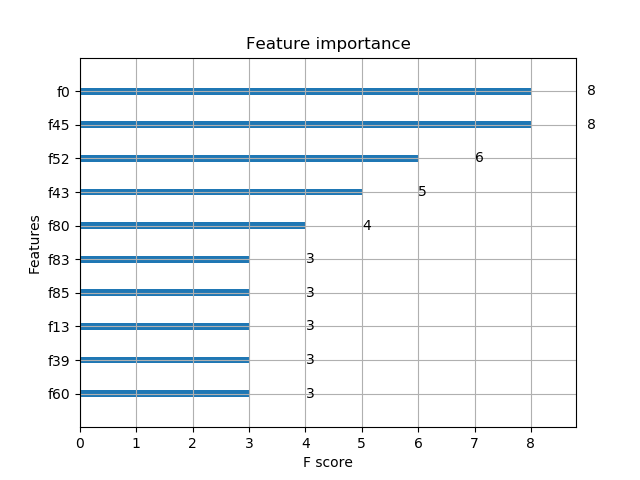 Feature importance
f0 8
f45 8
f52 6
f43 5
f80 4
f83 3
f85 3
f13 3
f39 3
f60 3
Features
0 1 2 3 4 5 6 7 8
F score